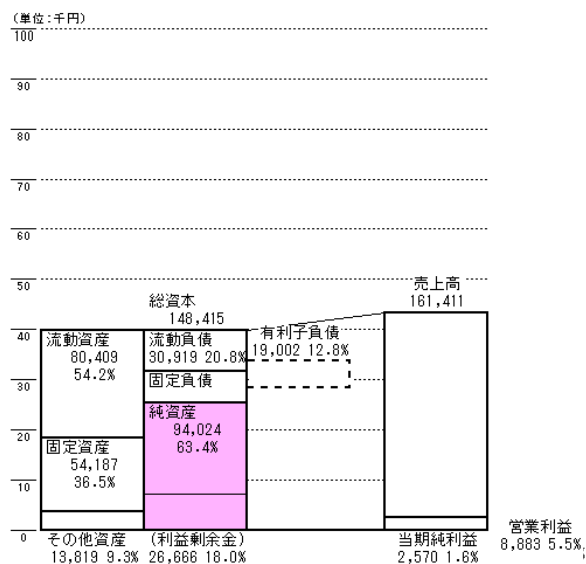 (単位:千円)
100
90
80
70
60
50
40
30
20
10
0
売上高
161,411
総資本
148,415
有利子負債
19,002 12.8%
流動資産
80,409
54.2%
流動負債
30,919 20.8%
固定負債
純資産
94,024
63.4%
固定資産
54,187
36.5%
その他資産
13,819 9.3%
(利益剰余金)
26,666 18.0%
当期純利益
2,570 1.6%
営業利益
8,883 5.5%